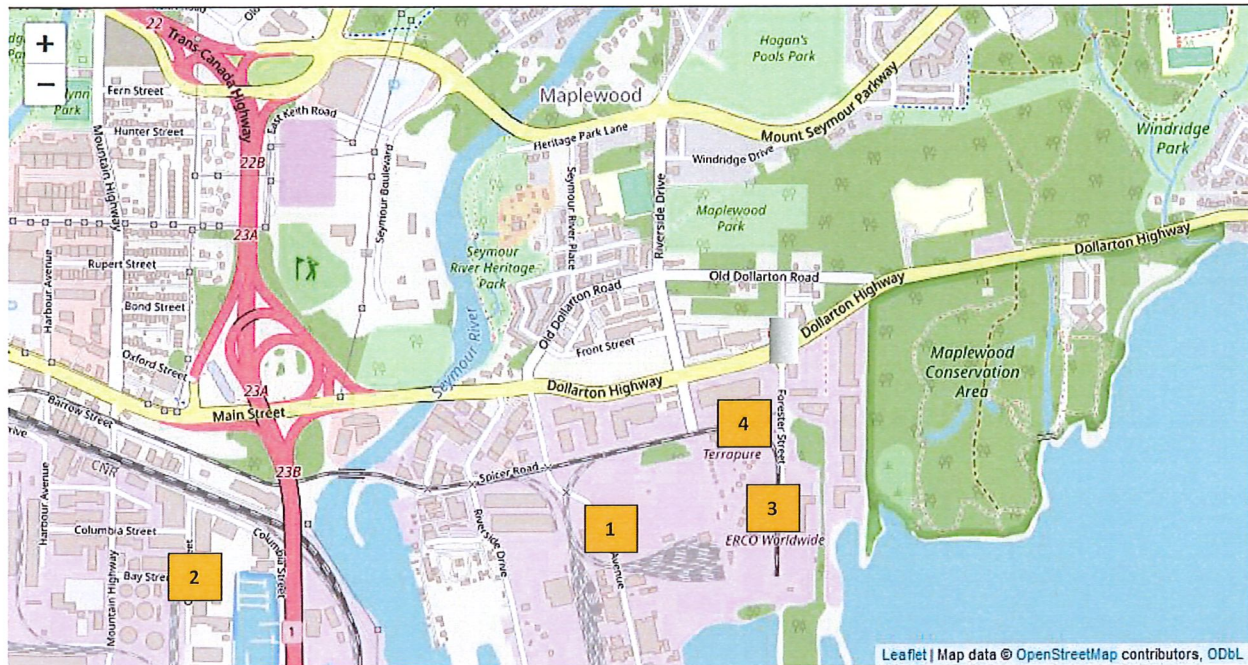 +
−
22
Trans Canada Highway
Fern Street
Park
Hunter Street
Mountain Highway
East Keith Road
22B
Seymour Boulevard
Maplewood
Heritage Park Lane
Hogan's
Pools Park
Mount Seymour Parkway
Windridge
Park
Windridge Drive
Riverside Drive
Seymour River Place
Maplewood
Park
23A
Harbour Avenue
Rupert Street
Bond Street
Oxford Street
Seymour
River Heritage
Park
Old Dollarton Road
Old Dollarton Road
Dollarton Highway
Dollarton Highway
Front Street
Seymour River
23A
Main Street
Dollarton Highway
Maplewood
Conservation
Area
Barrow Street
Drive
CNR
23B
Spicer Road
4
Terrapure
Forester Street
3
ERCO Worldwide
1
Avenue
Riverside Drive
Harbour Avenue
Columbia Street
Columbia Street
Bay Street
2
Mountain Highway
1
Leaflet | Map data © OpenStreetMap contributors, ODbL